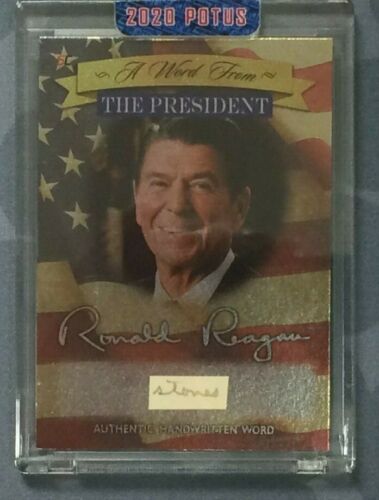 2020 POTUS
A Word From
THE PRESIDENT
Ronald Reagan
stones
AUTHENTIC HANDWRITTEN WORD